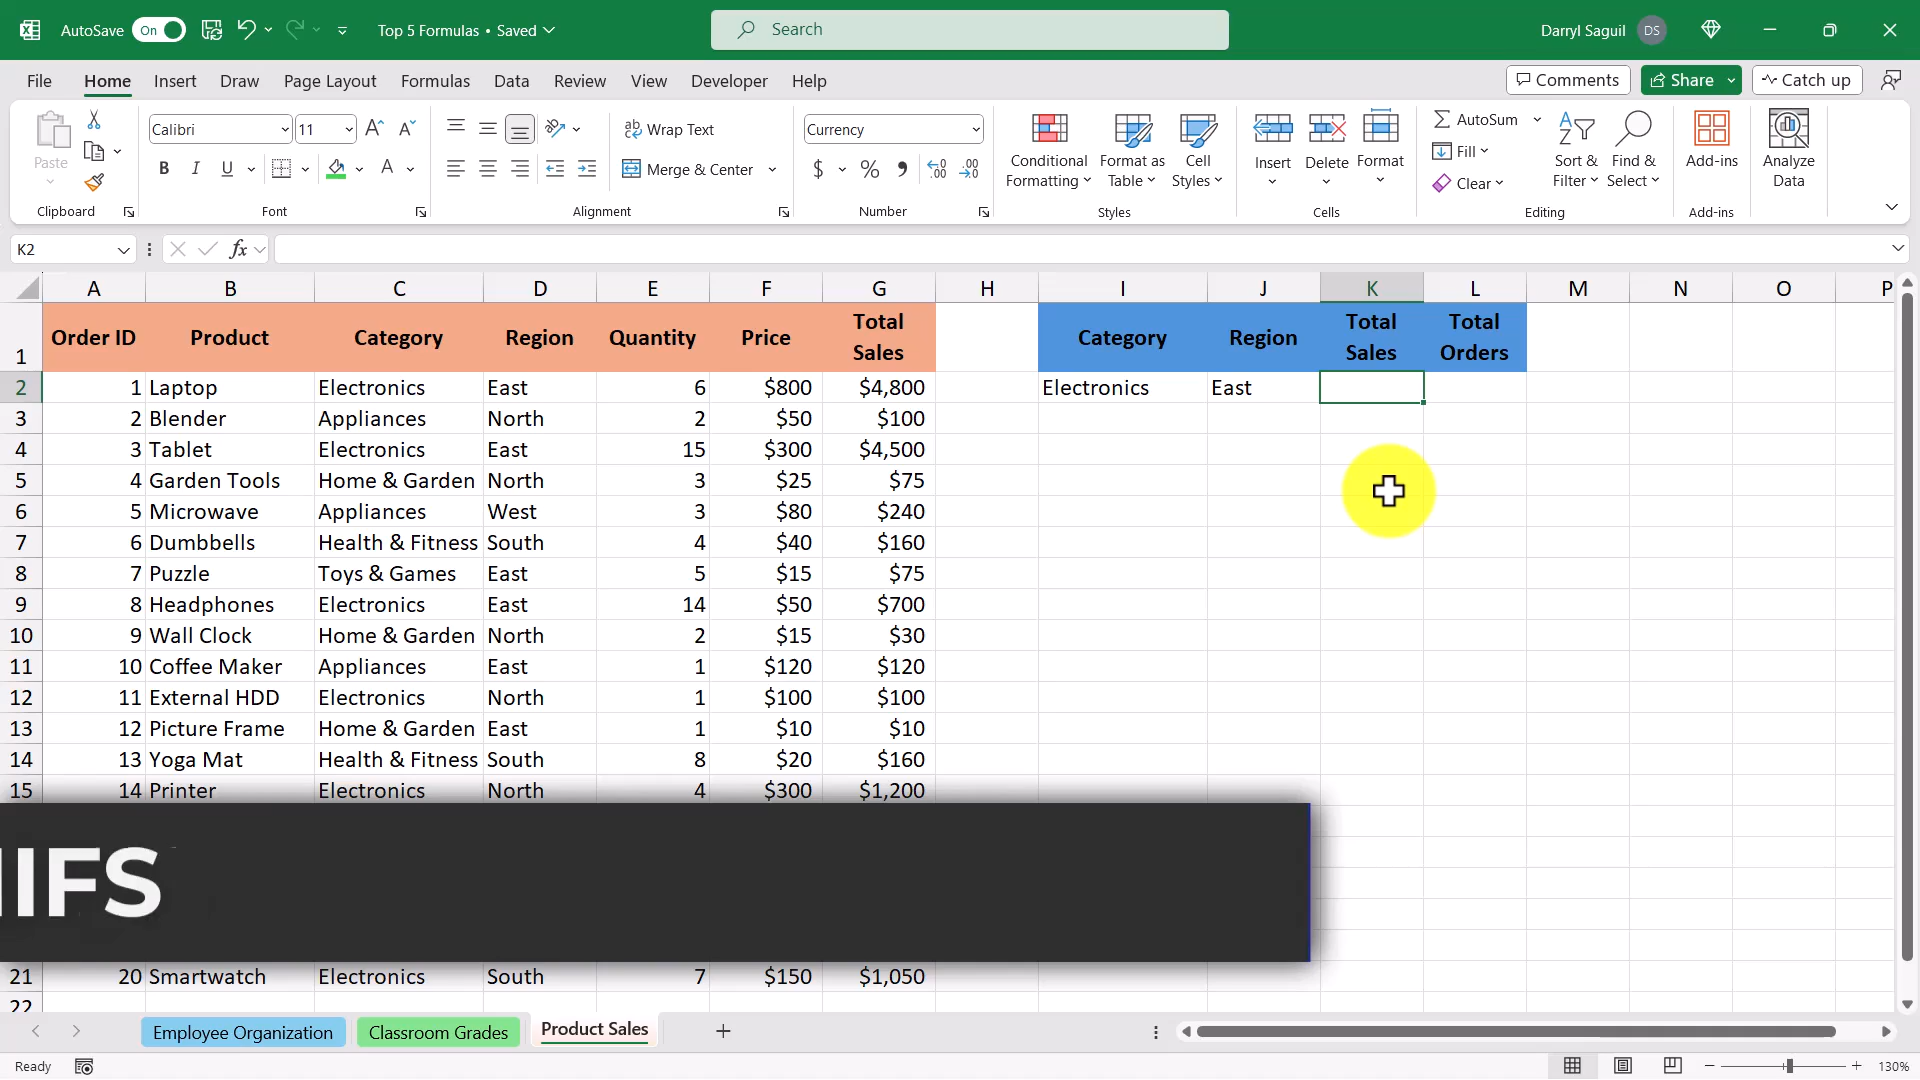 AutoSave On Top 5 Formulas • Saved Search Darryl Saguil DS
File Home Insert Draw Page Layout Formulas Data Review View Developer Help Comments Share Catch up
Paste Calibri 11 Wrap Text Currency AutoSum
B I U A Merge & Center $ % Conditional Formatting Format as Table Cell Styles Insert Delete Format Fill Clear Sort & Filter Find & Select Add-ins Analyze Data
Clipboard Font Alignment Number Styles Cells Editing Add-ins
K2 fx
A B C D E F G H I J K L M N O P
1 Order ID Product Category Region Quantity Price Total Sales Category Region Total Sales Total Orders
2 1 Laptop Electronics East 6 $800 $4,800 Electronics East
3 2 Blender Appliances North 2 $50 $100
4 3 Tablet Electronics East 15 $300 $4,500
5 4 Garden Tools Home & Garden North 3 $25 $75
6 5 Microwave Appliances West 3 $80 $240
7 6 Dumbbells Health & Fitness South 4 $40 $160
8 7 Puzzle Toys & Games East 5 $15 $75
9 8 Headphones Electronics East 14 $50 $700
10 9 Wall Clock Home & Garden North 2 $15 $30
11 10 Coffee Maker Appliances East 1 $120 $120
12 11 External HDD Electronics North 1 $100 $100
13 12 Picture Frame Home & Garden East 1 $10 $10
14 13 Yoga Mat Health & Fitness South 8 $20 $160
15 14 Printer Electronics North 4 $300 $1,200
IFS
21 20 Smartwatch Electronics South 7 $150 $1,050
22
Employee Organization Classroom Grades Product Sales
Ready 130%